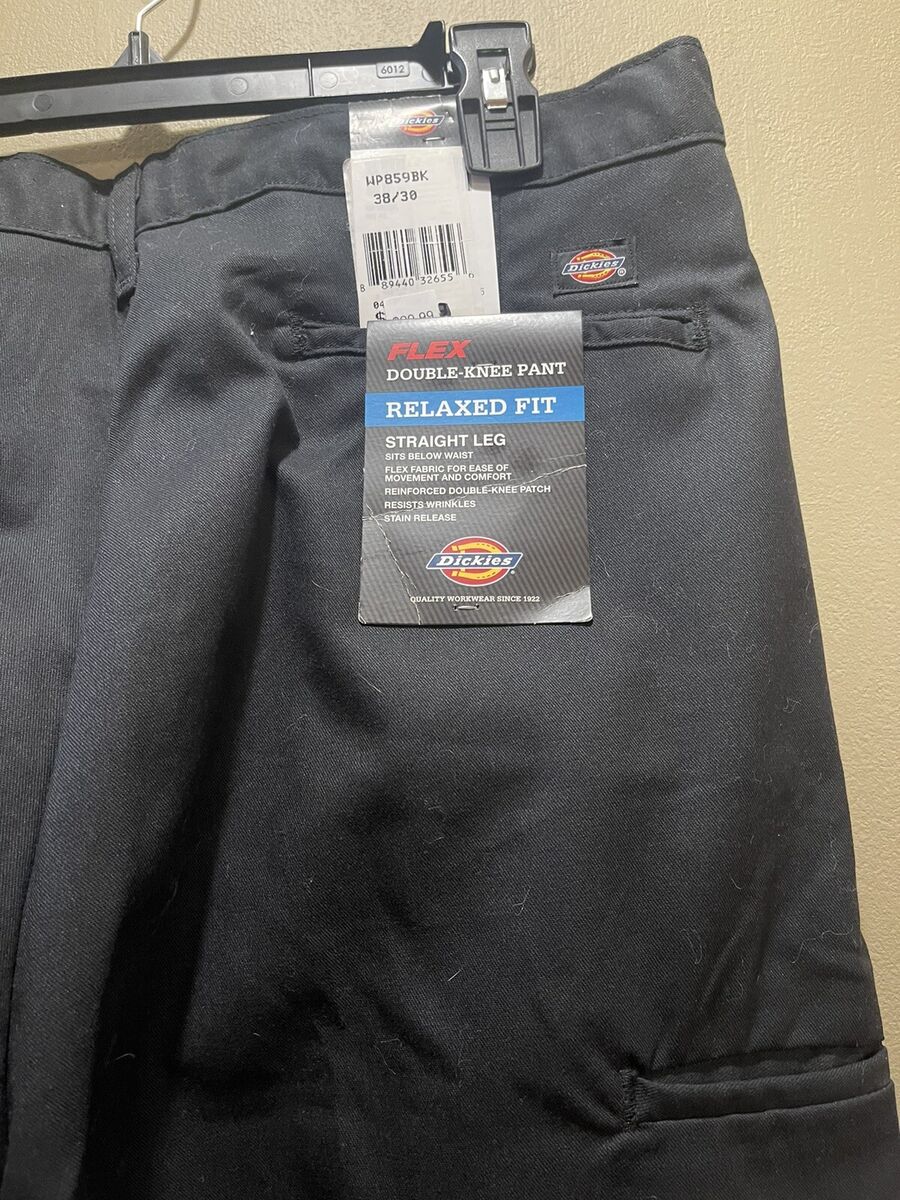 6012
Dickies
WP859BK
38/30
8 89440 32655 6
04
$
Dickies®
FLEX
DOUBLE-KNEE PANT
RELAXED FIT
STRAIGHT LEG
SITS BELOW WAIST
FLEX FABRIC FOR EASE OF
MOVEMENT AND COMFORT
REINFORCED DOUBLE-KNEE PATCH
RESISTS WRINKLES
STAIN RELEASE
Dickies®
QUALITY WORKWEAR SINCE 1922